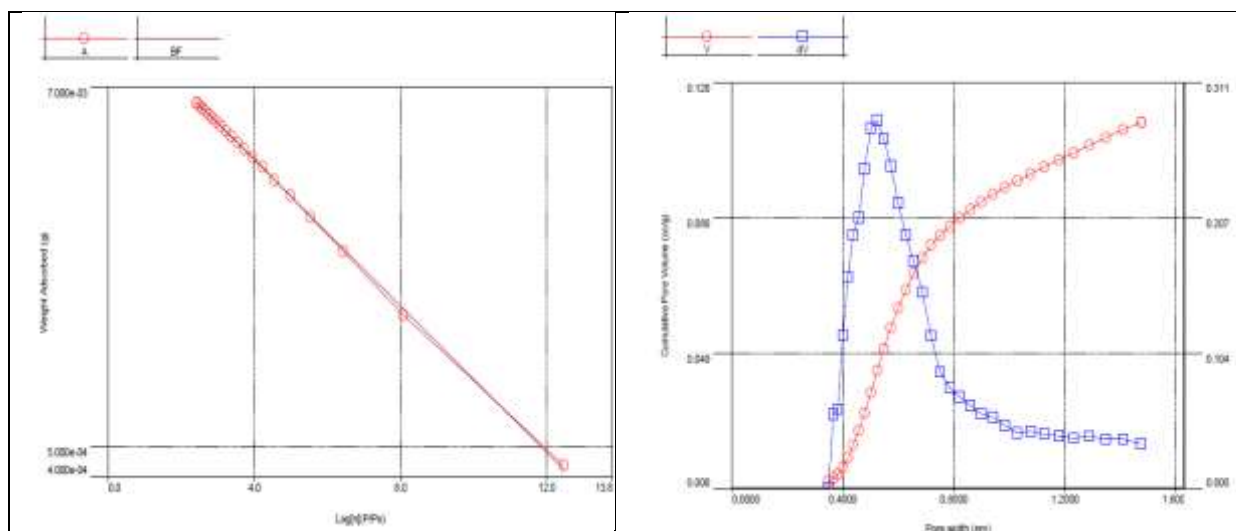 A BF
7.000e-03
Weight Adsorbed (g)
5.000e-04
4.000e-04
0.0 4.0 8.0 12.0 13.8
V dV
0.120 0.311
0.080 0.207
Cumulative Pore Volume (cc/g)
0.040 0.104
0.000 0.000
0.0000 0.4000 0.8000 1.2000 1.600
Pore width (nm)